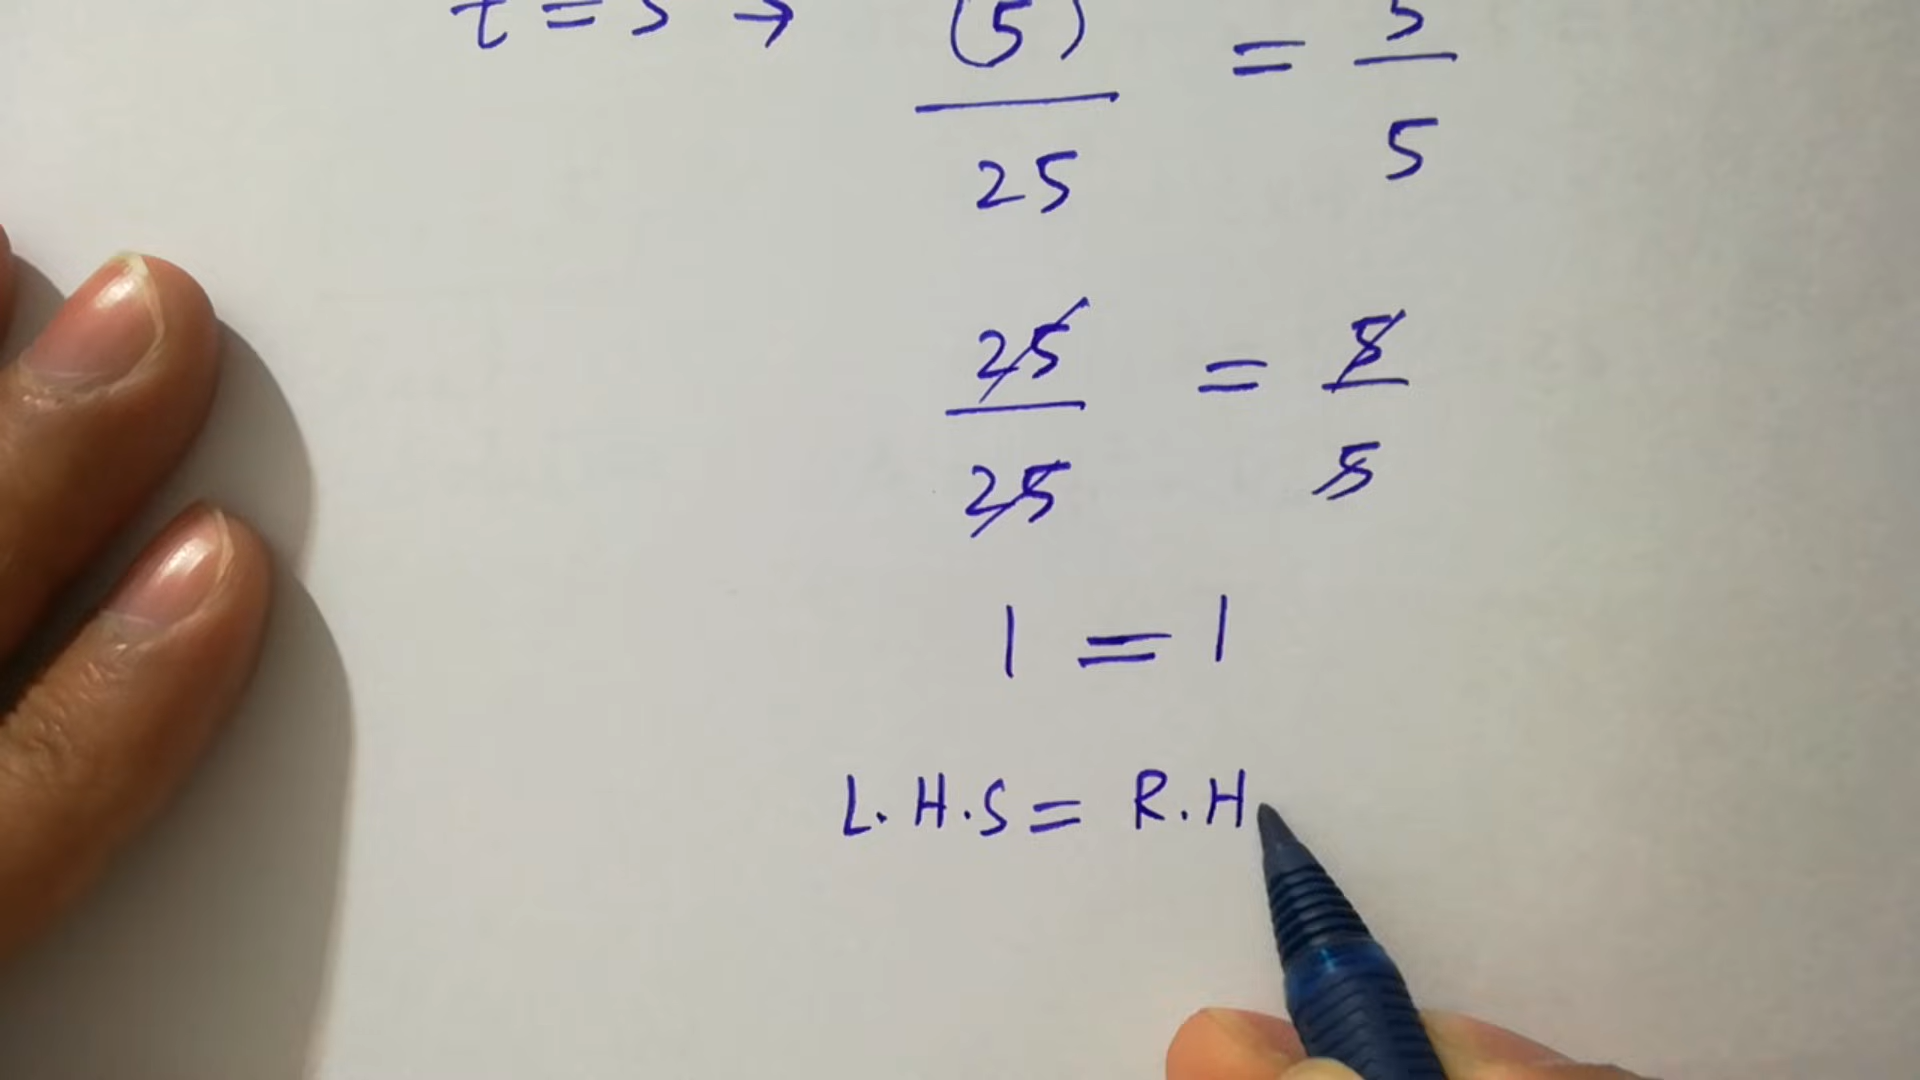 t = 5 → (5) = 5
25 5
25 = 5
25 5
1 = 1
L.H.S = R.H